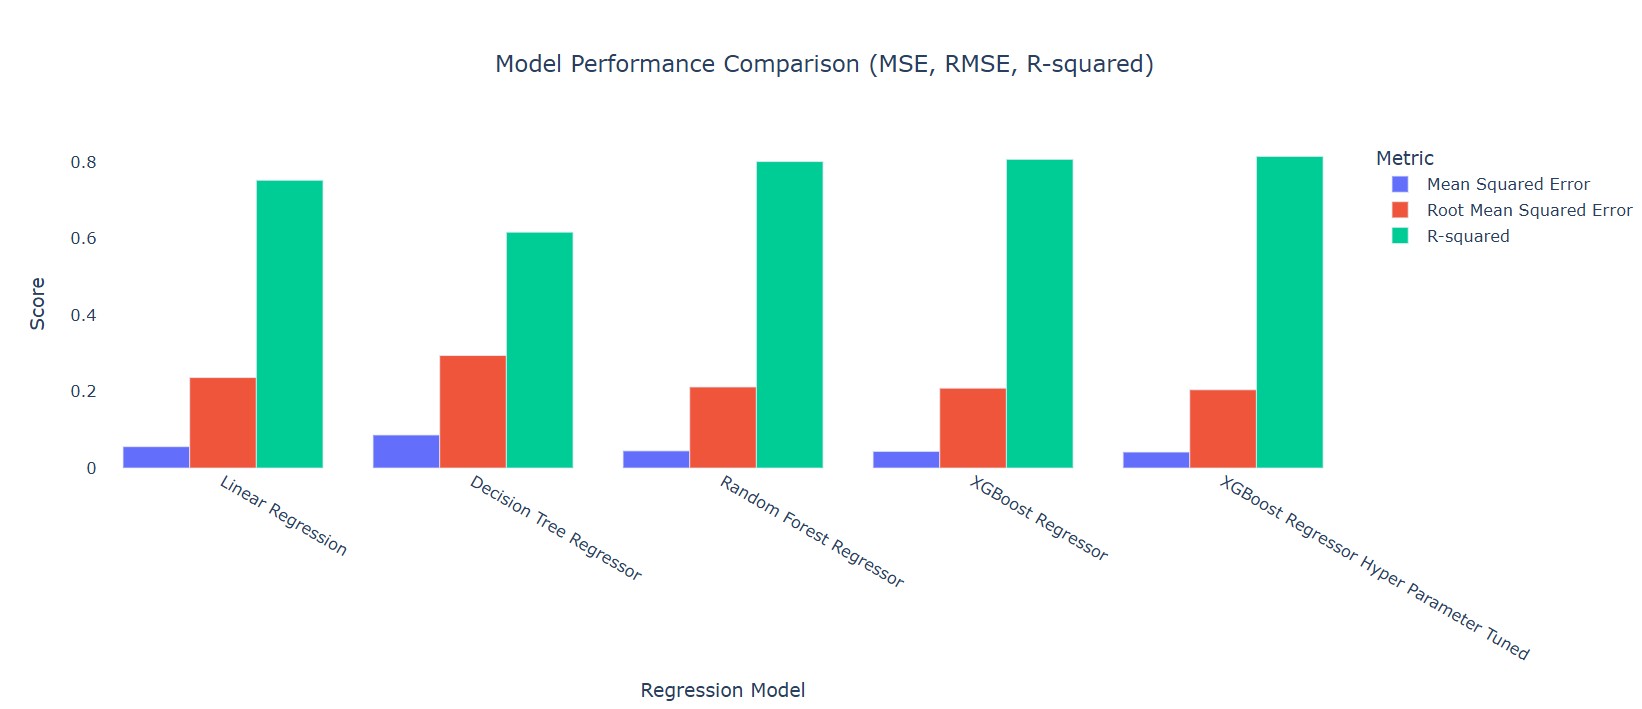 Model Performance Comparison (MSE, RMSE, R-squared)
Score
0.8
0.6
0.4
0.2
0
Metric
Mean Squared Error
Root Mean Squared Error
R-squared
Linear Regression
Decision Tree Regressor
Random Forest Regressor
XGBoost Regressor
XGBoost Regressor Hyper Parameter Tuned
Regression Model